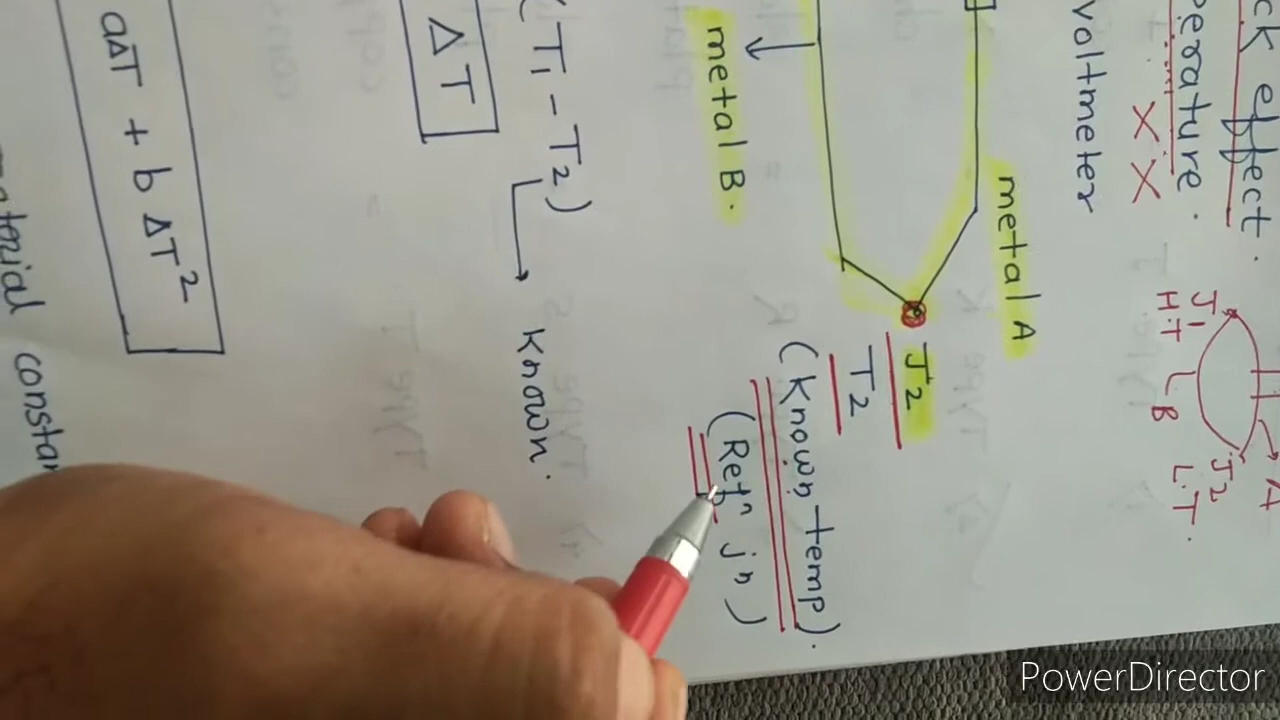 ck effect.
perature.
X X
voltmeter
J1
H.T
A
B
J2
L.T.
metal A
J2
T2
(Known temp).
(Refn jn)
metal B.
(T1 - T2)
Known.
ΔT
aΔT + b ΔT2
material constan
PowerDirector